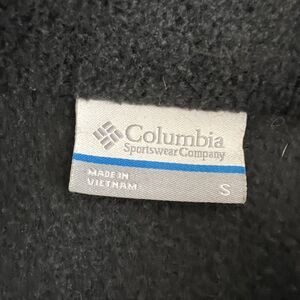 Columbia
Sportswear Company
MADE IN
VIETNAM
S